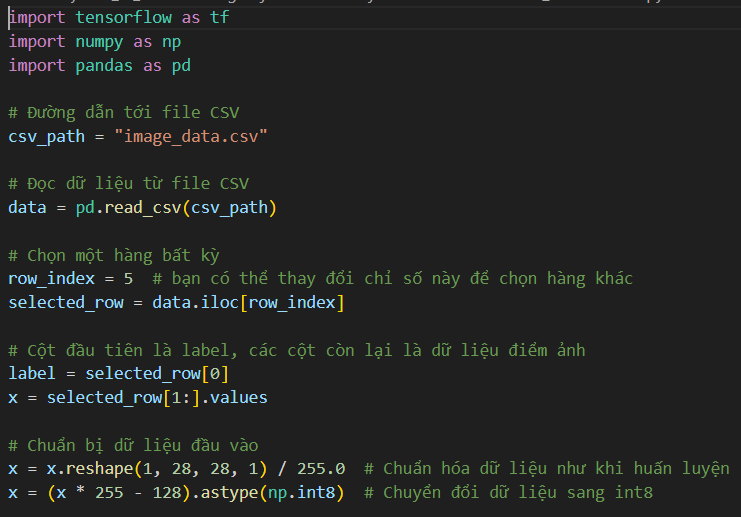 import tensorflow as tf
import numpy as np
import pandas as pd
# Đường dẫn tới file CSV
csv_path = "image_data.csv"
# Đọc dữ liệu từ file CSV
data = pd.read_csv(csv_path)
# Chọn một hàng bất kỳ
row_index = 5  # bạn có thể thay đổi chỉ số này để chọn hàng khác
selected_row = data.iloc[row_index]
# Cột đầu tiên là label, các cột còn lại là dữ liệu điểm ảnh
label = selected_row[0]
x = selected_row[1:].values
# Chuẩn bị dữ liệu đầu vào
x = x.reshape(1, 28, 28, 1) / 255.0  # Chuẩn hóa dữ liệu như khi huấn luyện
x = (x * 255 - 128).astype(np.int8)  # Chuyển đổi dữ liệu sang int8